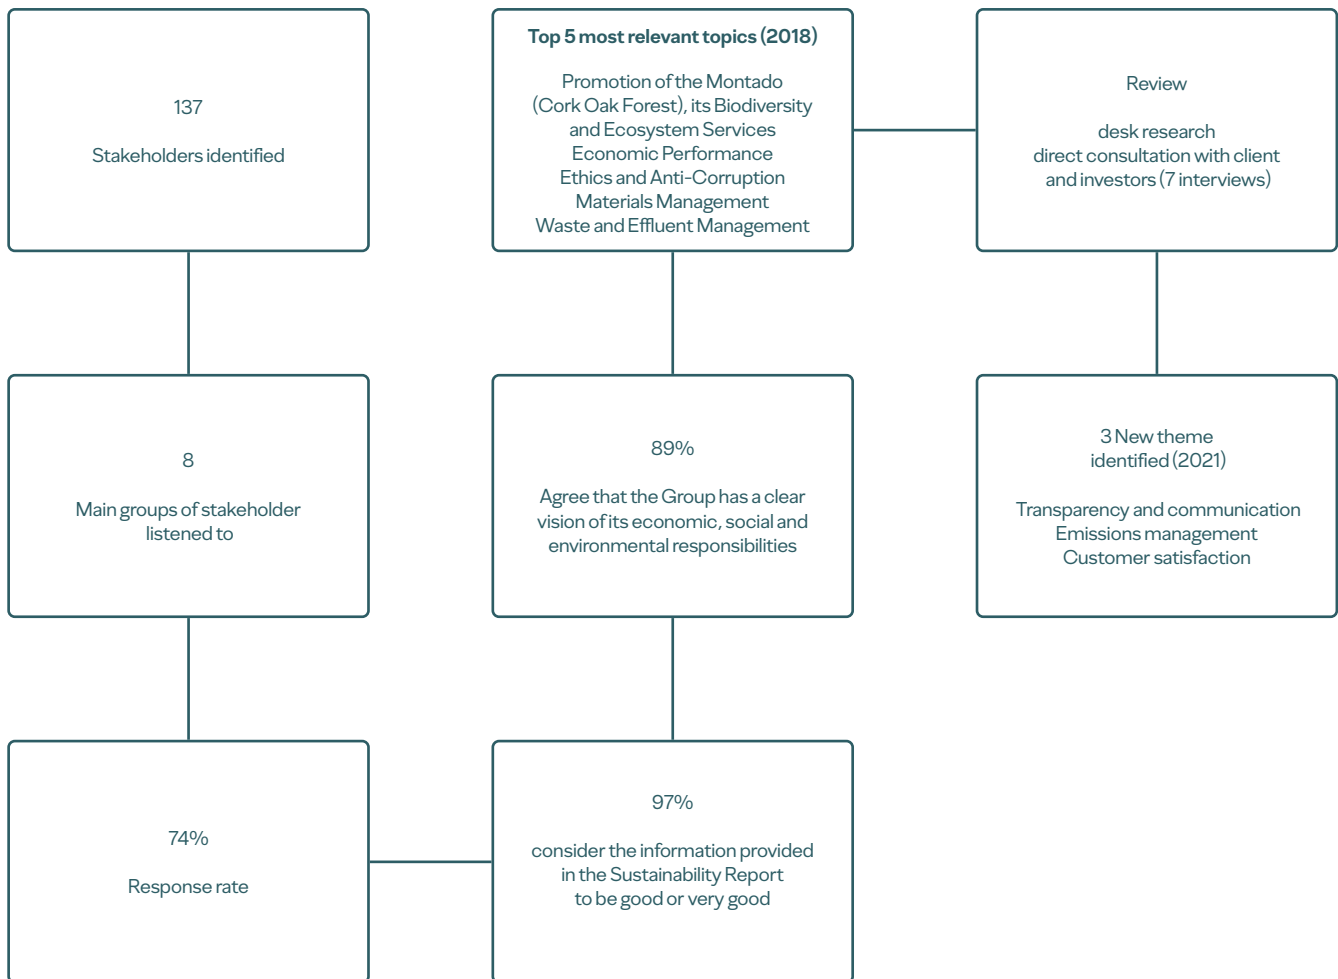 137
Stakeholders identified
8
Main groups of stakeholder
listened to
74%
Response rate
Top 5 most relevant topics (2018)
Promotion of the Montado
(Cork Oak Forest), its Biodiversity
and Ecosystem Services
Economic Performance
Ethics and Anti-Corruption
Materials Management
Waste and Effluent Management
89%
Agree that the Group has a clear
vision of its economic, social and
environmental responsibilities
97%
consider the information provided
in the Sustainability Report
to be good or very good
Review
desk research
direct consultation with client
and investors (7 interviews)
3 New theme
identified (2021)
Transparency and communication
Emissions management
Customer satisfaction